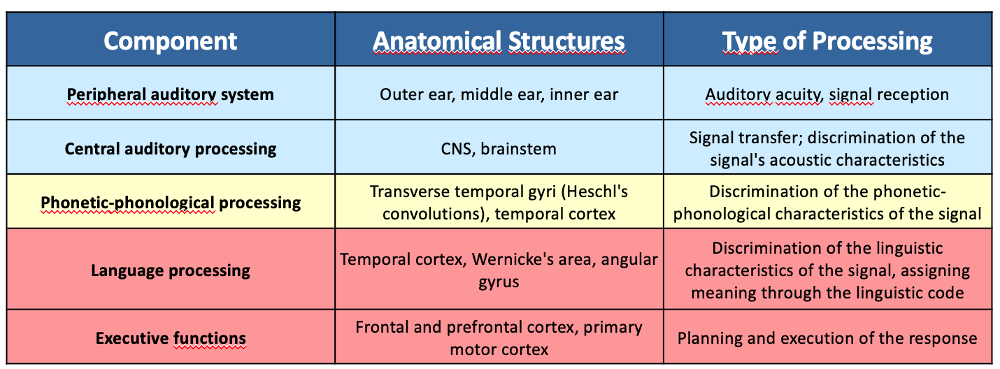 Component
Anatomical Structures
Type of Processing
Peripheral auditory system
Outer ear, middle ear, inner ear
Auditory acuity, signal reception
Central auditory processing
CNS, brainstem
Signal transfer; discrimination of the
signal's acoustic characteristics
Phonetic-phonological processing
Transverse temporal gyri (Heschl's
convolutions), temporal cortex
Discrimination of the phonetic-
phonological characteristics of the signal
Language processing
Temporal cortex, Wernicke's area, angular
gyrus
Discrimination of the linguistic
characteristics of the signal, assigning
meaning through the linguistic code
Executive functions
Frontal and prefrontal cortex, primary
motor cortex
Planning and execution of the response